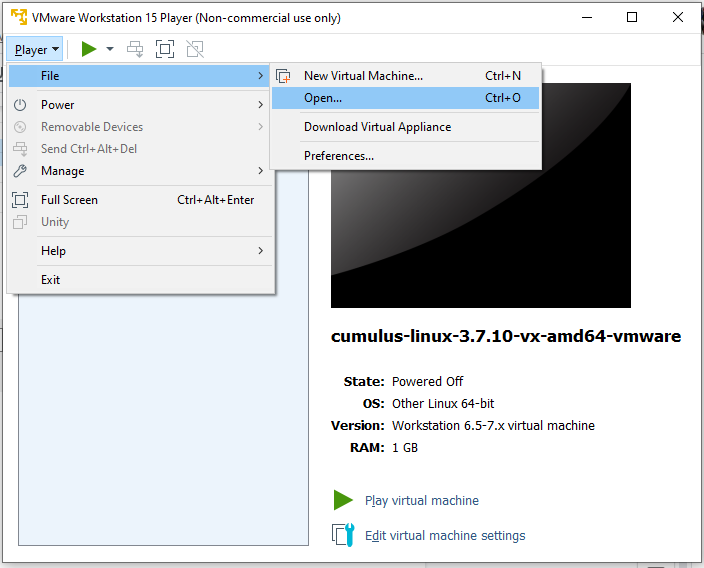 VMware Workstation 15 Player (Non-commercial use only)
Player
File
Power
Removable Devices
Send Ctrl+Alt+Del
Manage
Full Screen Ctrl+Alt+Enter
Unity
Help
Exit
New Virtual Machine... Ctrl+N
Open... Ctrl+O
Download Virtual Appliance
Preferences...
cumulus-linux-3.7.10-vx-amd64-vmware
State: Powered Off
OS: Other Linux 64-bit
Version: Workstation 6.5-7.x virtual machine
RAM: 1 GB
Play virtual machine
Edit virtual machine settings